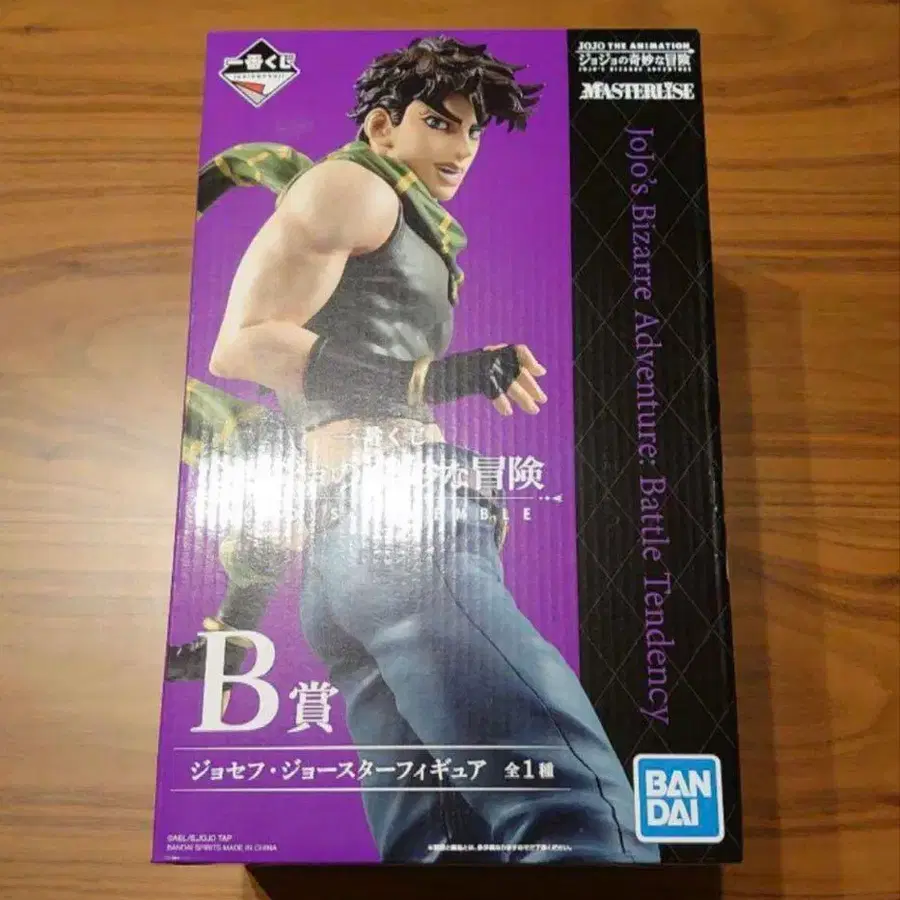 一番くじ
JOJO THE ANIMATION
ジョジョの奇妙な冒険
JOJO'S BIZARRE ADVENTURE
MASTERLISE
JoJo's Bizarre Adventure: Battle Tendency
一番くじ
な冒険
EMBLE
B賞
ジョセフ・ジョースターフィギュア 全1種
BANDAI SPIRITS MADE IN CHINA
BAN
DAI